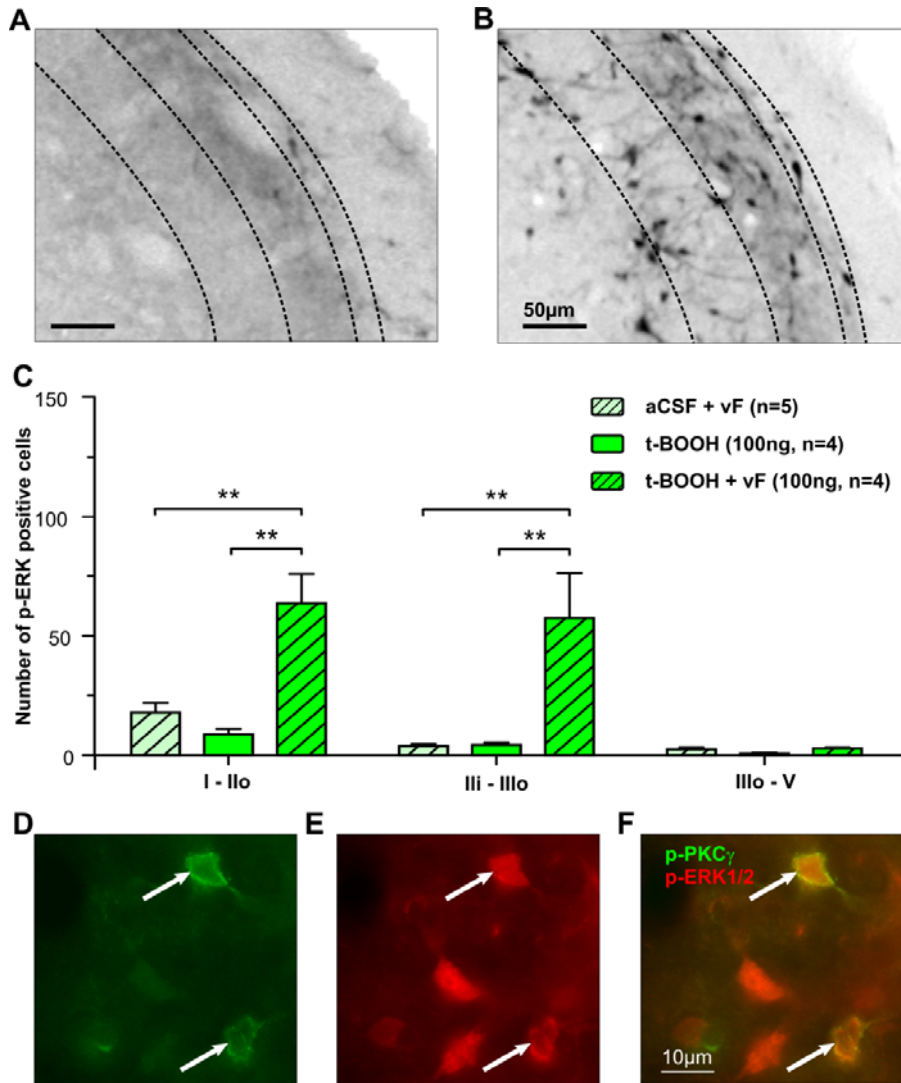 A
B
50µm
C
150
100
50
0
Number of p-ERK positive cells
aCSF + vF (n=5)
t-BOOH (100ng, n=4)
t-BOOH + vF (100ng, n=4)
**
**
**
**
I - IIo
IIi - IIIo
IIIo - V
D
E
F
p-PKCγ
p-ERK1/2
10µm